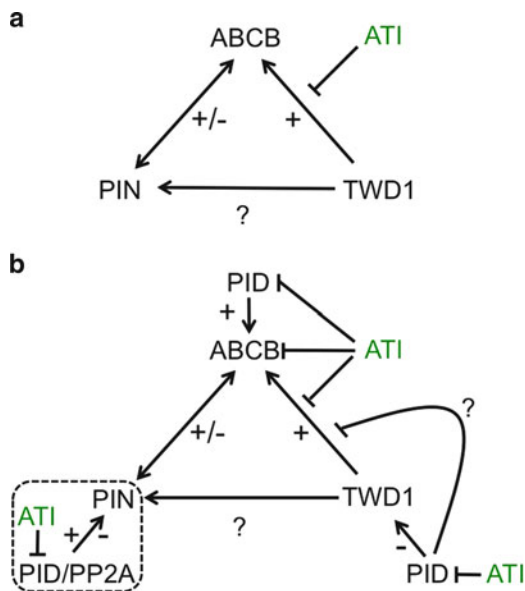 a
ABCB ATI
+/- +
PIN TWD1
?
b
PID
+
ABCB ATI
+/- + ?
PIN TWD1
ATI + - ? -
PID/PP2A PID ATI